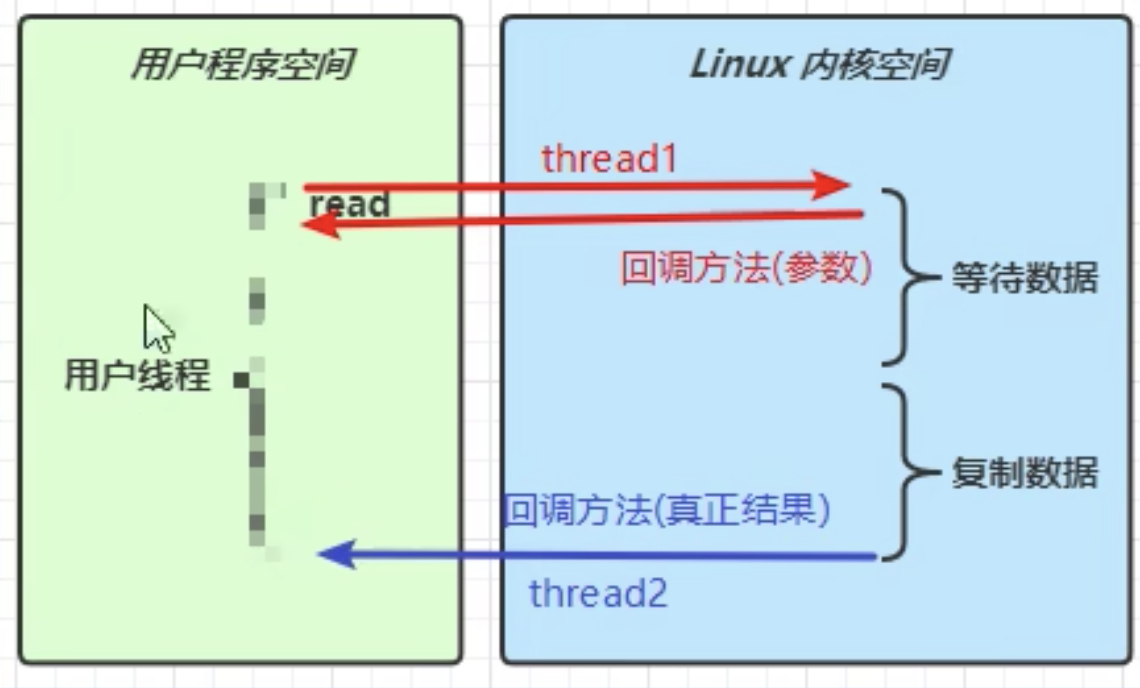 用户程序空间
Linux 内核空间
thread1
read
回调方法(参数)
等待数据
用户线程
复制数据
回调方法(真正结果)
thread2